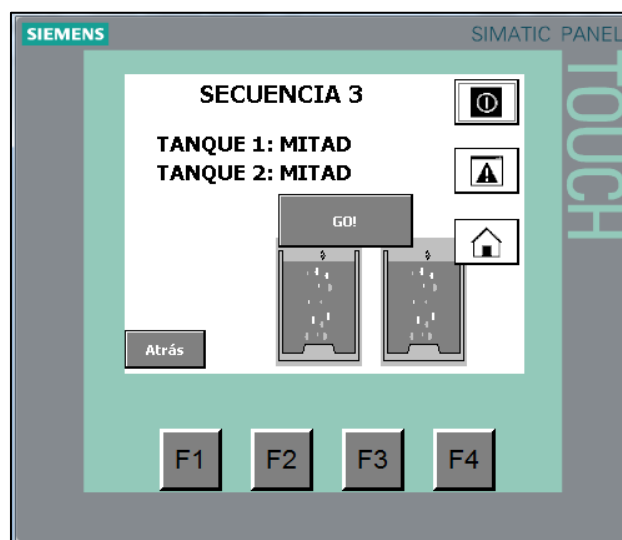 SIEMENS
SIMATIC PANEL
TOUCH
SECUENCIA 3
TANQUE 1: MITAD
TANQUE 2: MITAD
GO!
Atrás
F1
F2
F3
F4